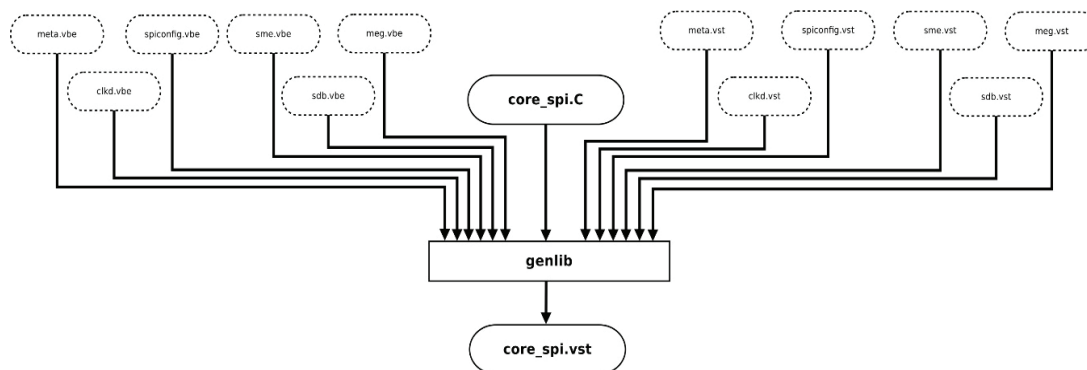 meta.vbe
spiconfig.vbe
sme.vbe
meg.vbe
meta.vst
spiconfig.vst
sme.vst
meg.vst
clkd.vbe
sdb.vbe
core_spi.C
clkd.vst
sdb.vst
genlib
core_spi.vst